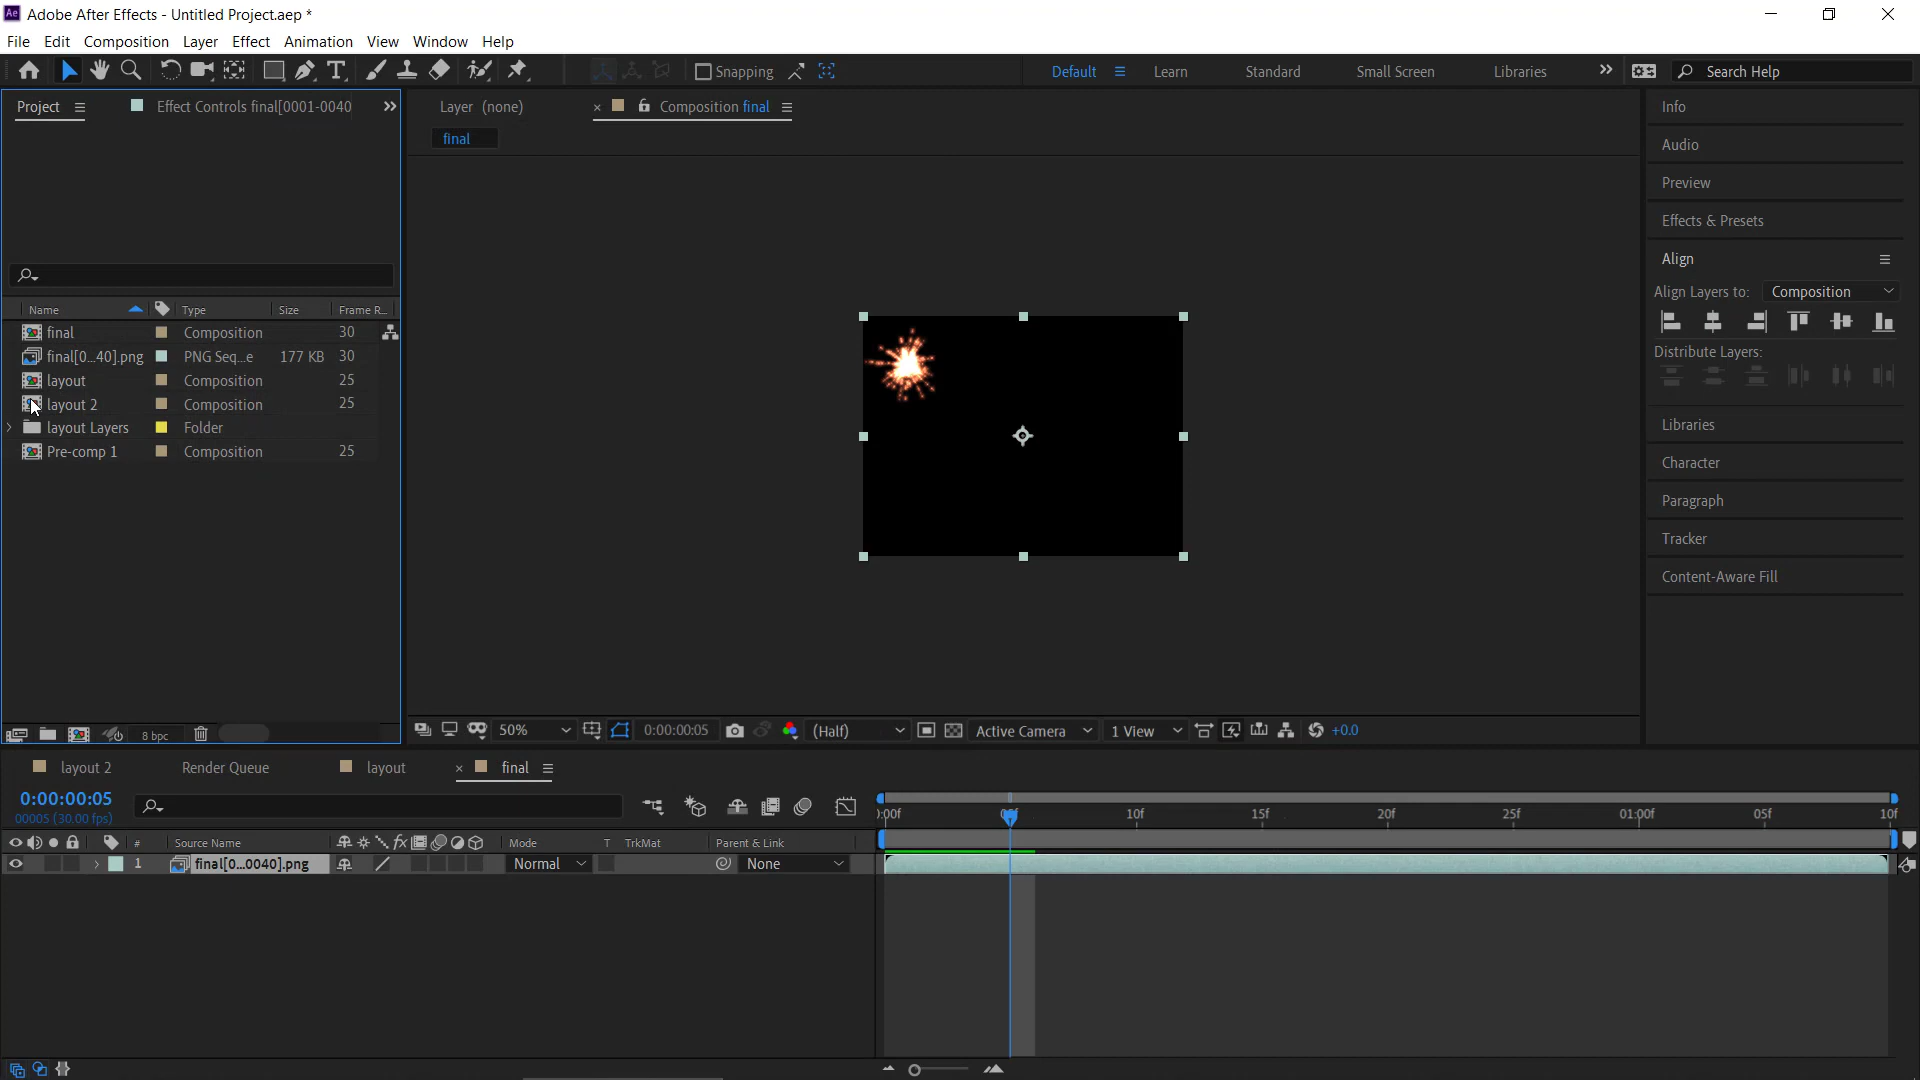 Ae Adobe After Effects - Untitled Project.aep *
File Edit Composition Layer Effect Animation View Window Help
Snapping Default Learn Standard Small Screen Libraries Search Help
Project Effect Controls final[0001-0040 Layer (none) Composition final Info
final
Audio
Preview
Effects & Presets
Align
Align Layers to: Composition
Name Type Size Frame R...
final Composition 30
Distribute Layers:
final[0...40].png PNG Seq...e 177 KB 30
layout Composition 25
layout 2 Composition 25
layout Layers Folder
Libraries
Pre-comp 1 Composition 25
Character
Paragraph
Tracker
Content-Aware Fill
8 bpc 50% 0:00:00:05 (Half) Active Camera 1 View +0.0
layout 2 Render Queue layout final
0:00:00:05
00005 (30.00 fps)
:00f 10f 15f 20f 25f 01:00f 05f 10f
# Source Name Mode T TrkMat Parent & Link
1 final[0...0040].png Normal None